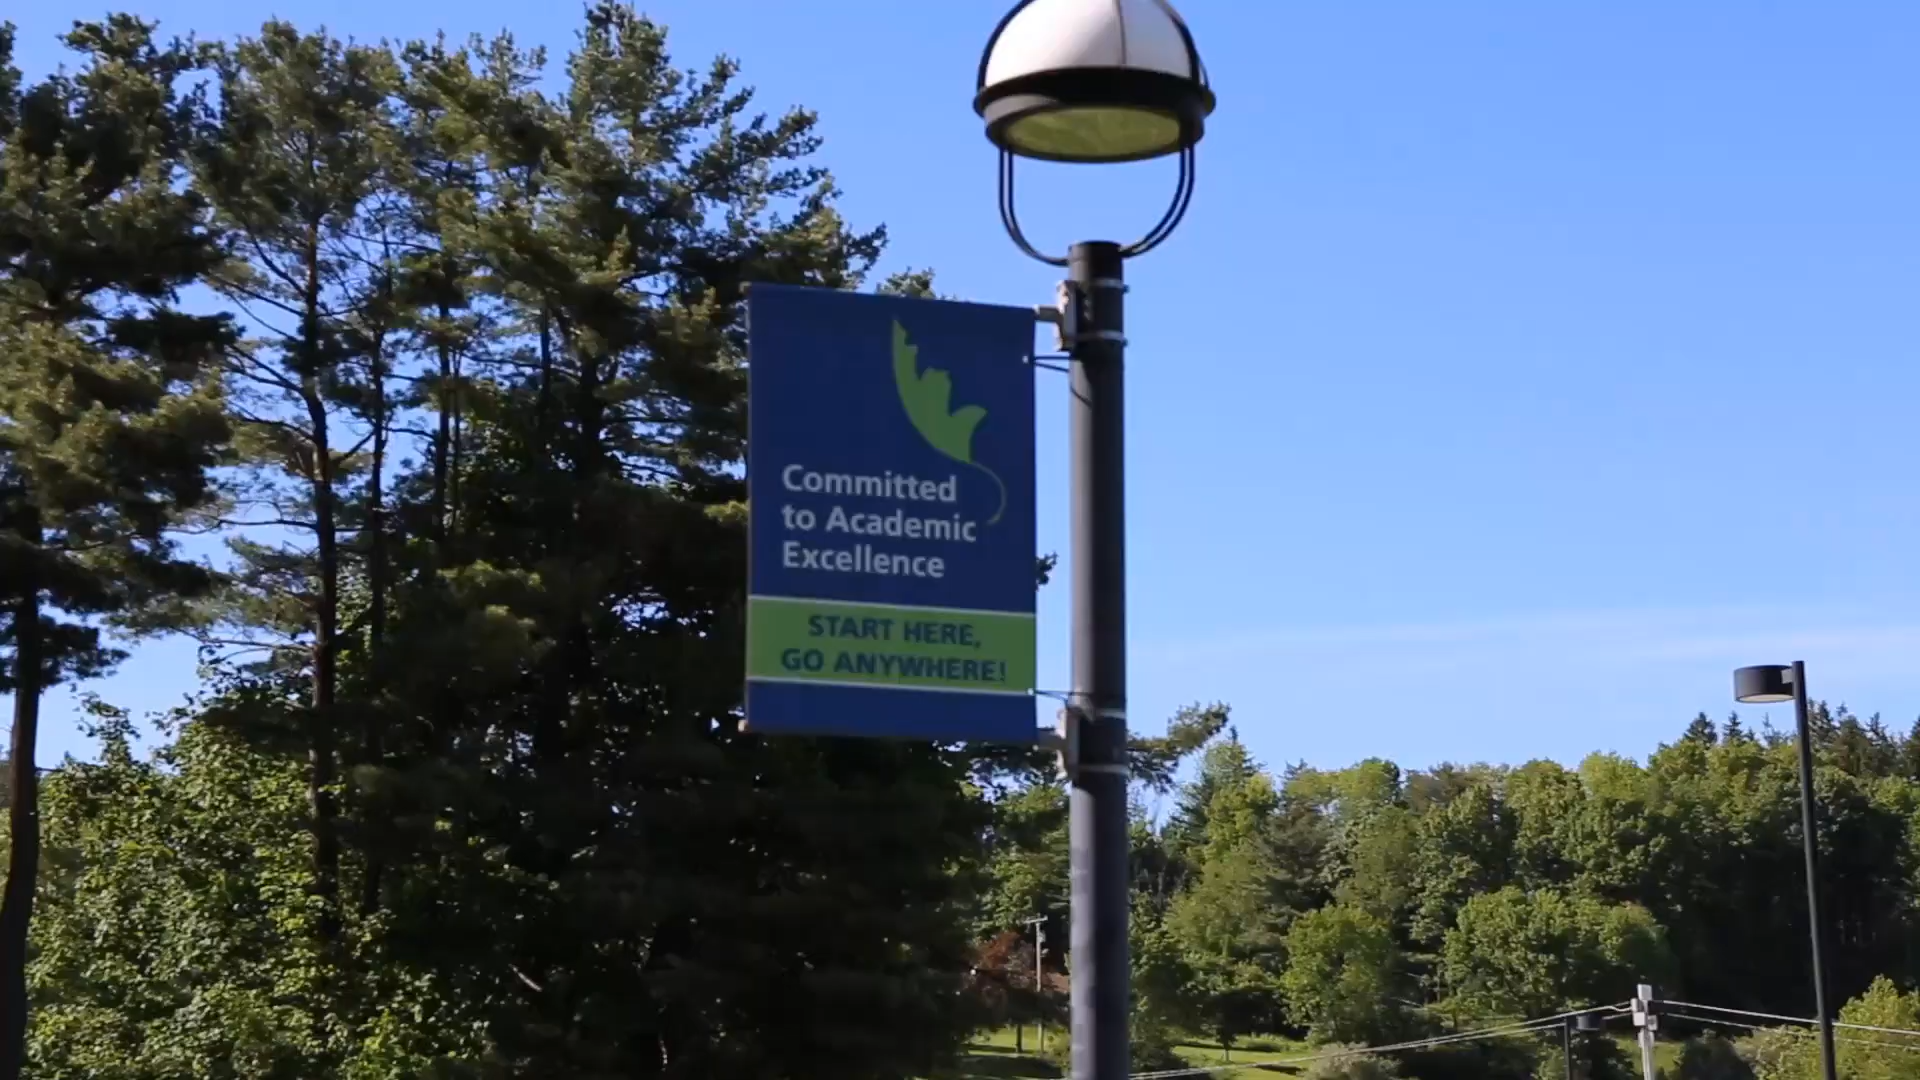 Committed
to Academic
Excellence
START HERE,
GO ANYWHERE!